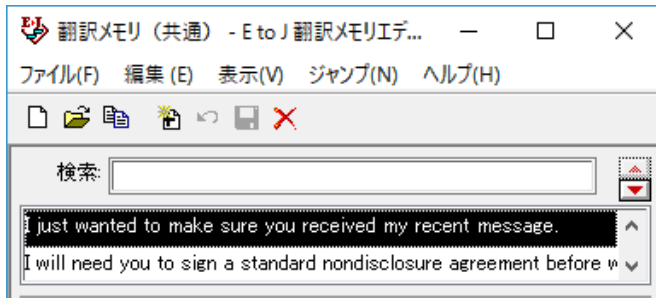 翻訳メモリ（共通） - E to J 翻訳メモリエデ...
ファイル(F) 編集(E) 表示(V) ジャンプ(N) ヘルプ(H)
検索:
I just wanted to make sure you received my recent message.
I will need you to sign a standard nondisclosure agreement before w